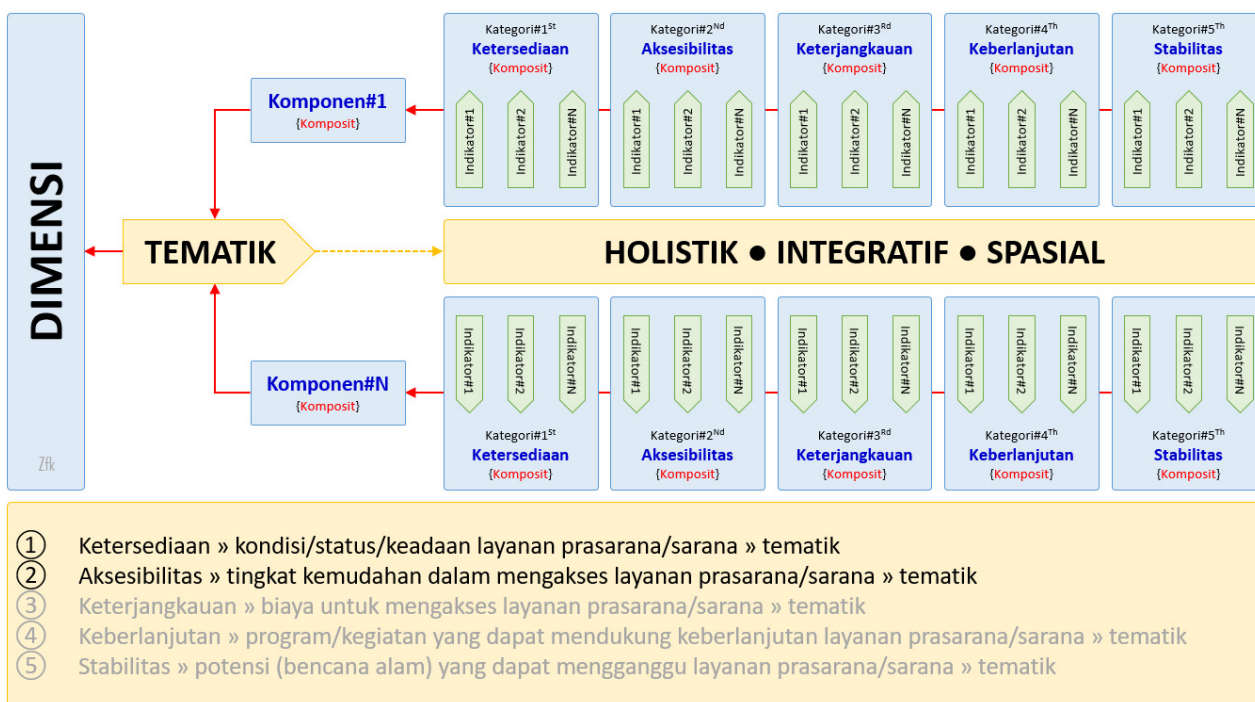 Kategori#1St
Ketersediaan
{Komposit}
Indikator#1
Indikator#2
Indikator#N
Kategori#2Nd
Aksesibilitas
{Komposit}
Indikator#1
Indikator#2
Indikator#N
Kategori#3Rd
Keterjangkauan
{Komposit}
Indikator#1
Indikator#2
Indikator#N
Kategori#4Th
Keberlanjutan
{Komposit}
Indikator#1
Indikator#2
Indikator#N
Kategori#5Th
Stabilitas
{Komposit}
Indikator#1
Indikator#2
Indikator#N
Komponen#1
{Komposit}
DIMENSI
TEMATIK
HOLISTIK ● INTEGRATIF ● SPASIAL
Komponen#N
{Komposit}
Indikator#1
Indikator#2
Indikator#N
Kategori#1St
Ketersediaan
{Komposit}
Indikator#1
Indikator#2
Indikator#N
Kategori#2Nd
Aksesibilitas
{Komposit}
Indikator#1
Indikator#2
Indikator#N
Kategori#3Rd
Keterjangkauan
{Komposit}
Indikator#1
Indikator#2
Indikator#N
Kategori#4Th
Keberlanjutan
{Komposit}
Indikator#1
Indikator#2
Indikator#N
Kategori#5Th
Stabilitas
{Komposit}
Zfk
① Ketersediaan » kondisi/status/keadaan layanan prasarana/sarana » tematik
② Aksesibilitas » tingkat kemudahan dalam mengakses layanan prasarana/sarana » tematik
③ Keterjangkauan » biaya untuk mengakses layanan prasarana/sarana » tematik
④ Keberlanjutan » program/kegiatan yang dapat mendukung keberlanjutan layanan prasarana/sarana » tematik
⑤ Stabilitas » potensi (bencana alam) yang dapat mengganggu layanan prasarana/sarana » tematik